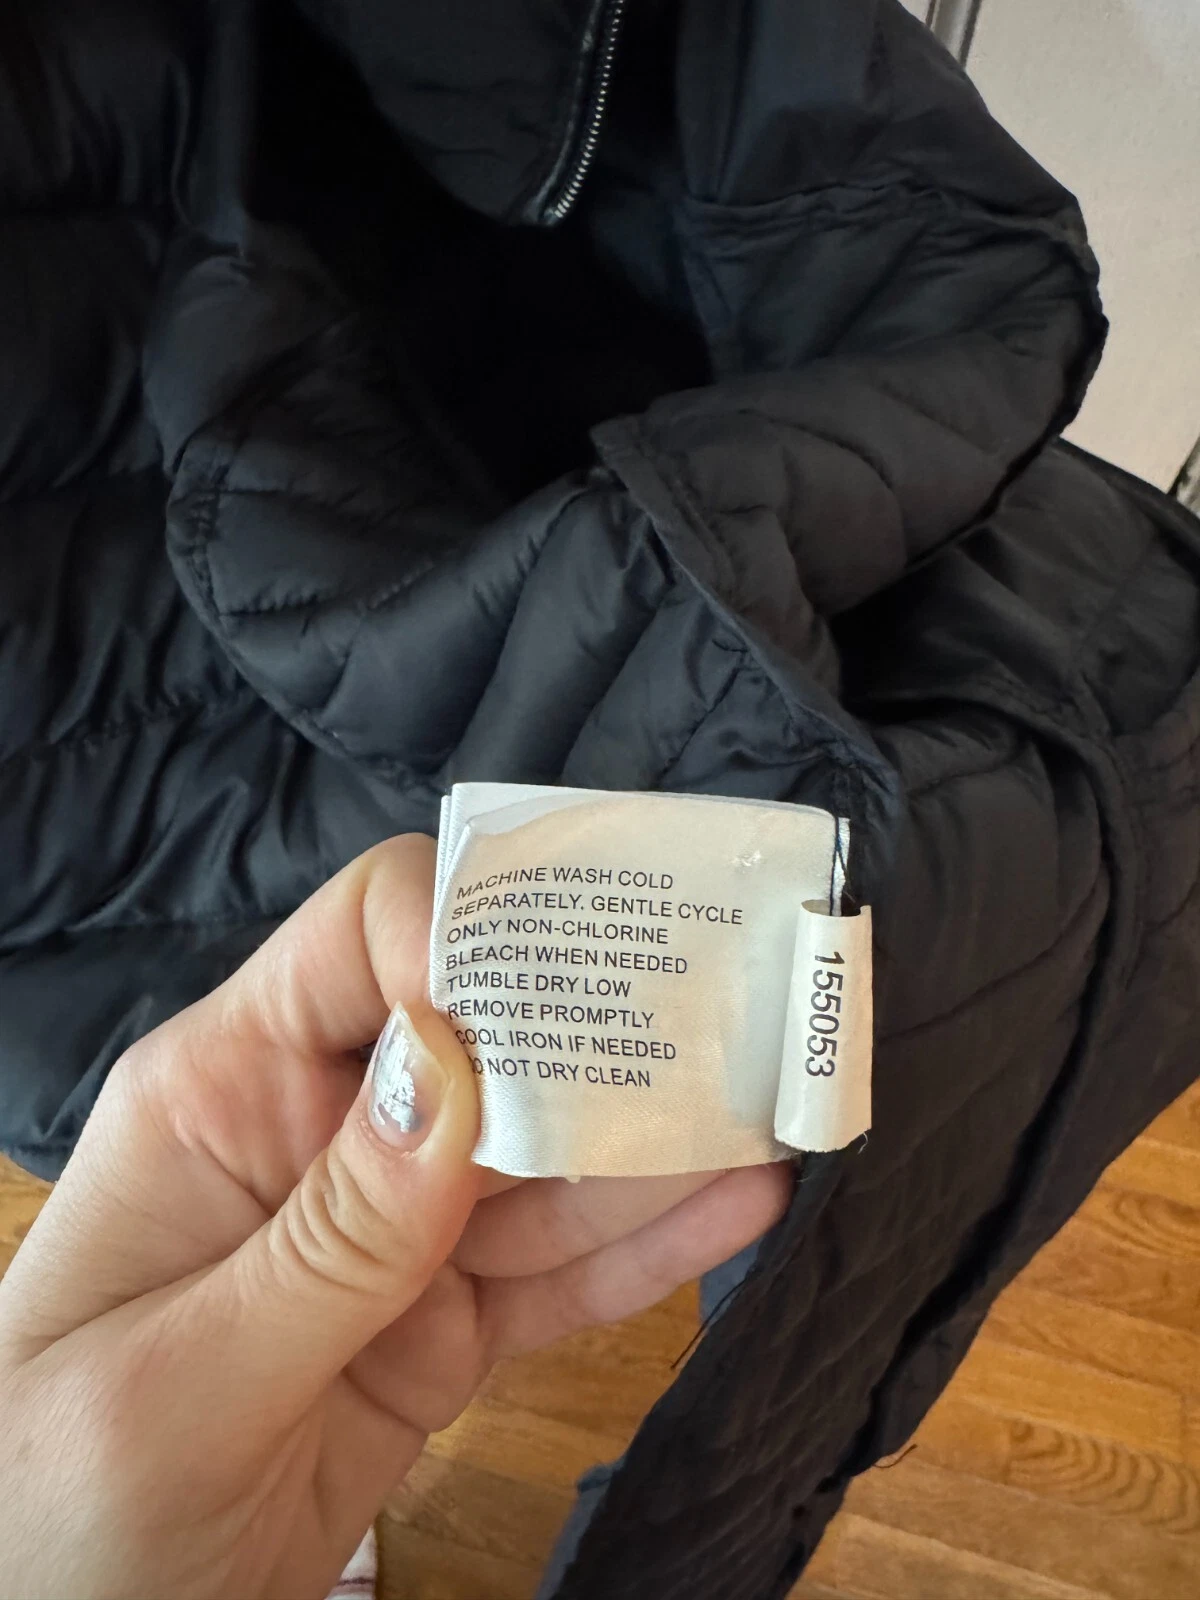 MACHINE WASH COLD
SEPARATELY. GENTLE CYCLE
ONLY NON-CHLORINE
BLEACH WHEN NEEDED
TUMBLE DRY LOW
REMOVE PROMPTLY
COOL IRON IF NEEDED
DO NOT DRY CLEAN
155053